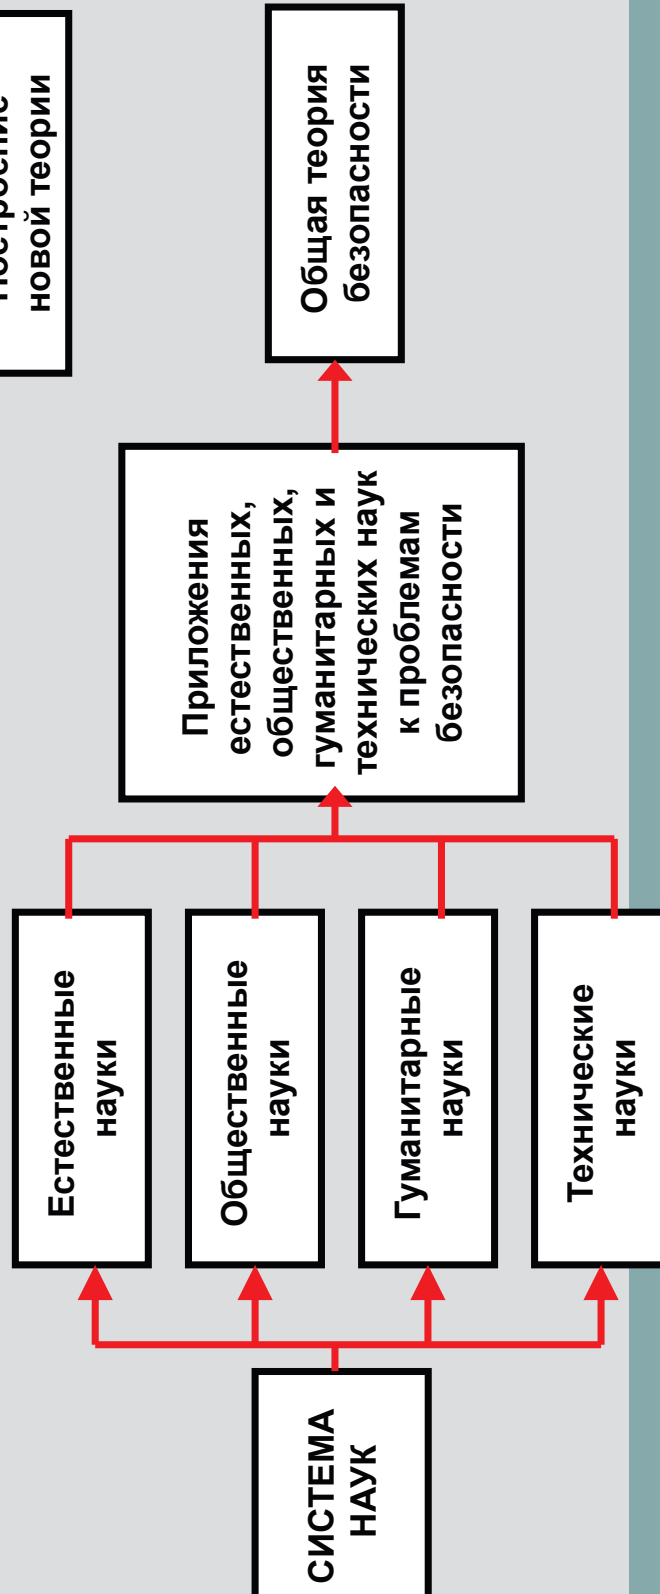 новой теории
СИСТЕМА
НАУК
Естественные
науки
Общественные
науки
Гуманитарные
науки
Технические
науки
Приложения
естественных,
общественных,
гуманитарных и
технических наук
к проблемам
безопасности
Общая теория
безопасности